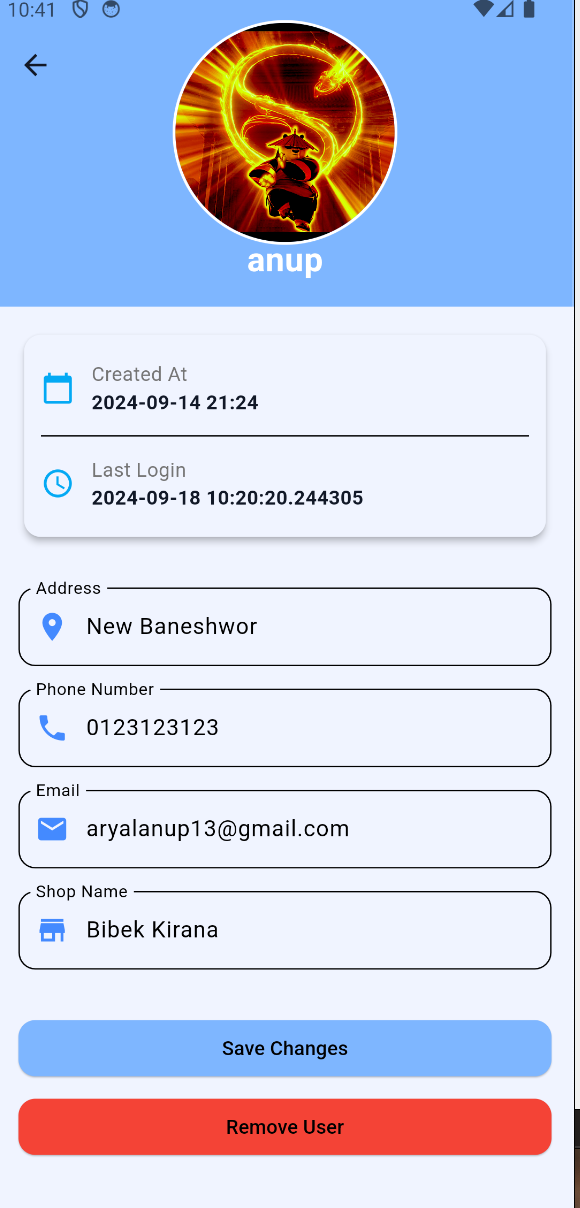 10:41
anup
Created At
2024-09-14 21:24
Last Login
2024-09-18 10:20:20.244305
Address
New Baneshwor
Phone Number
0123123123
Email
aryalanup13@gmail.com
Shop Name
Bibek Kirana
Save Changes
Remove User